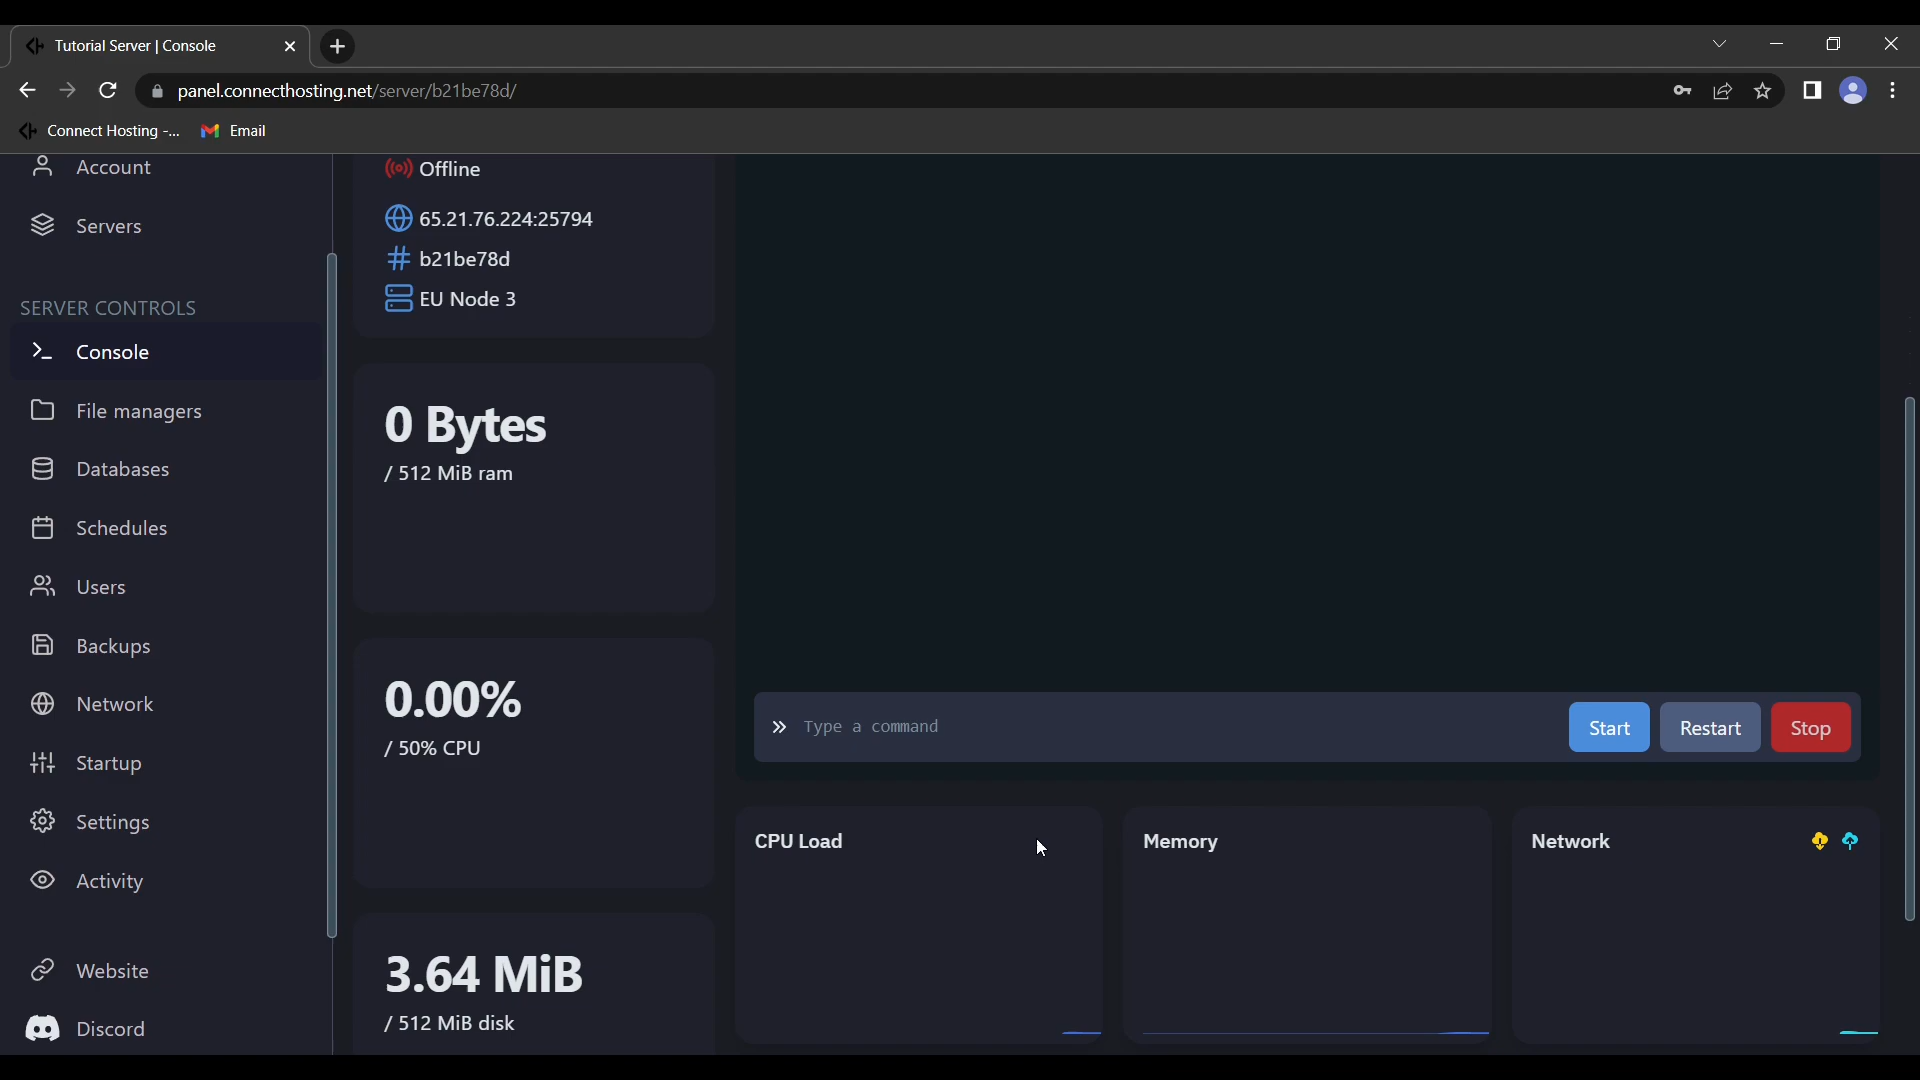 Tutorial Server | Console
panel.connecthosting.net/server/b21be78d/
Connect Hosting -...
Email
Account
Servers
SERVER CONTROLS
Console
File managers
Databases
Schedules
Users
Backups
Network
Startup
Settings
Activity
Website
Discord
Offline
65.21.76.224:25794
b21be78d
EU Node 3
0 Bytes
/ 512 MiB ram
0.00%
/ 50% CPU
3.64 MiB
/ 512 MiB disk
» Type a command
Start
Restart
Stop
CPU Load
Memory
Network